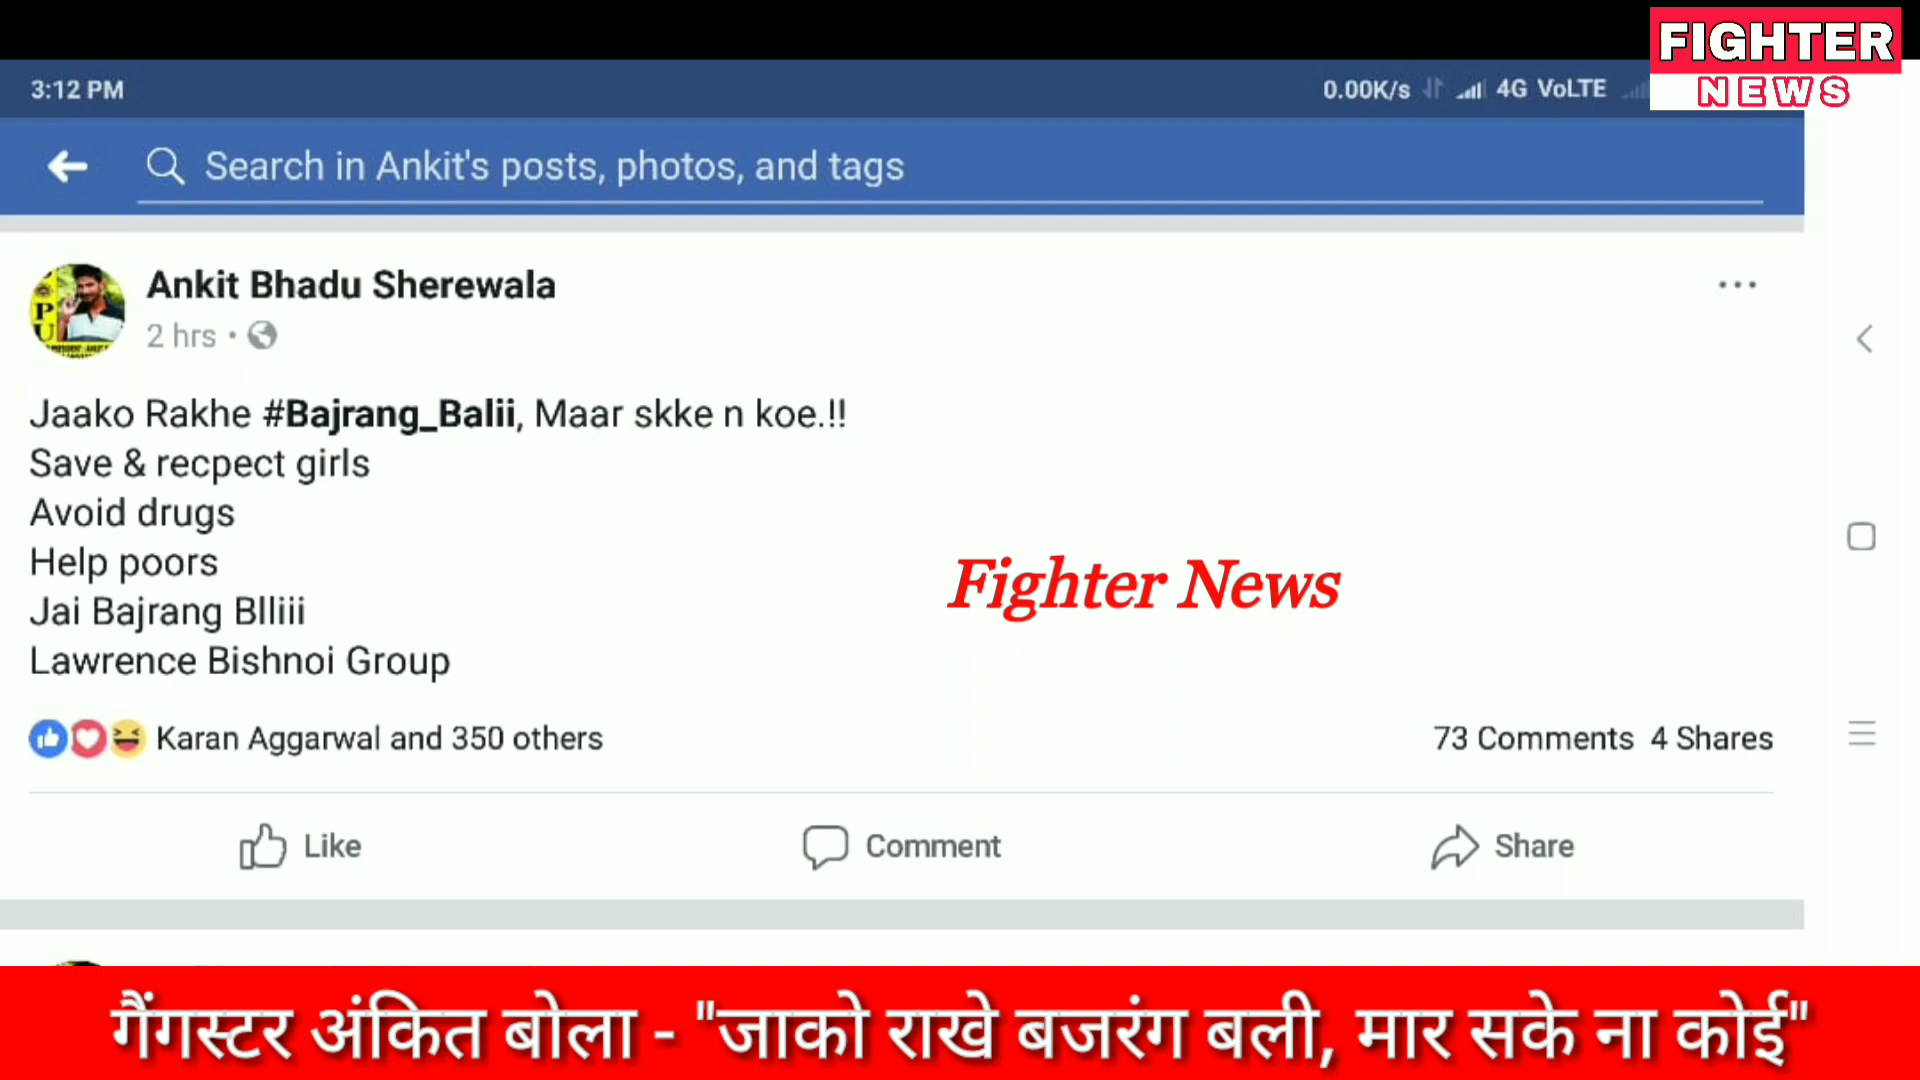 FIGHTER
NEWS
3:12 PM
0.00K/s 4G VoLTE
Search in Ankit's posts, photos, and tags
Ankit Bhadu Sherewala
2 hrs
Jaako Rakhe #Bajrang_Balii, Maar skke n koe.!!
Save & recpect girls
Avoid drugs
Help poors
Jai Bajrang Blliii
Lawrence Bishnoi Group
Fighter News
Karan Aggarwal and 350 others
73 Comments 4 Shares
Like Comment Share
गैंगस्टर अंकित बोला - "जाको राखे बजरंग बली, मार सके ना कोई"